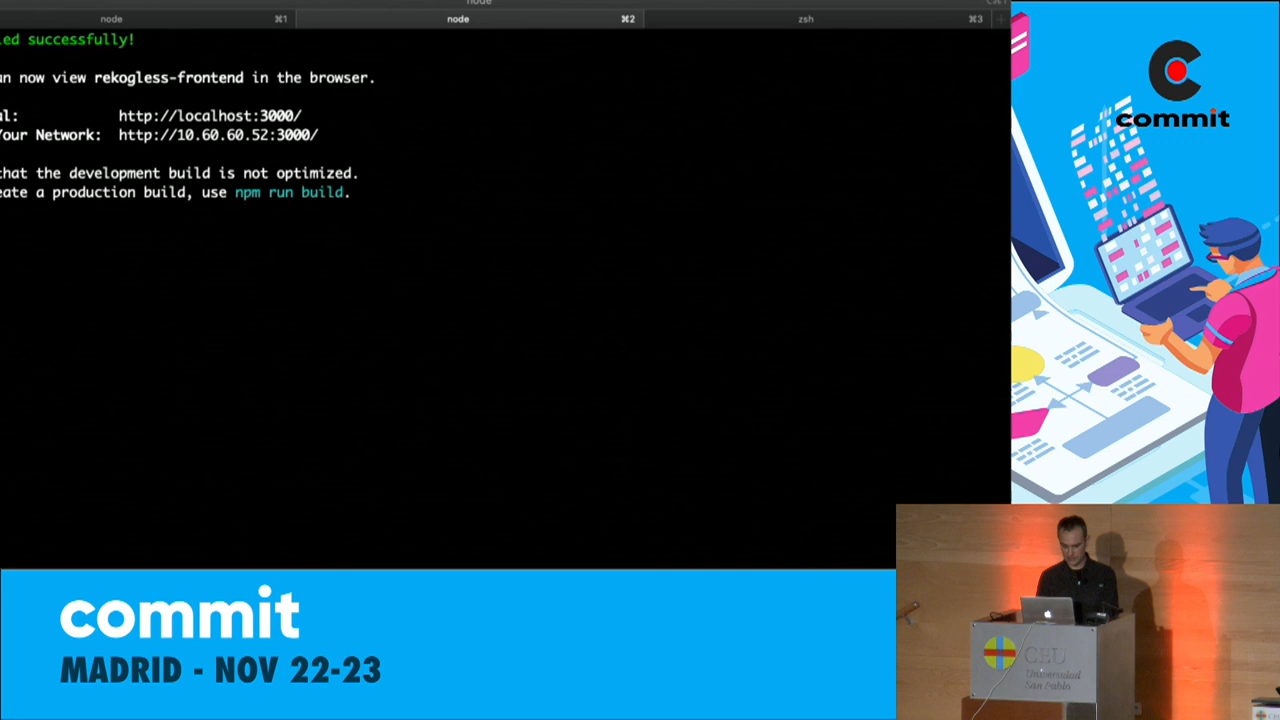 node
node ⌘1
node ⌘2
zsh ⌘3
led successfully!
an now view rekogless-frontend in the browser.
al: http://localhost:3000/
Your Network: http://10.60.60.52:3000/
that the development build is not optimized.
eate a production build, use npm run build.
commit
commit
MADRID - NOV 22-23
CEU
Universidad
San Pablo